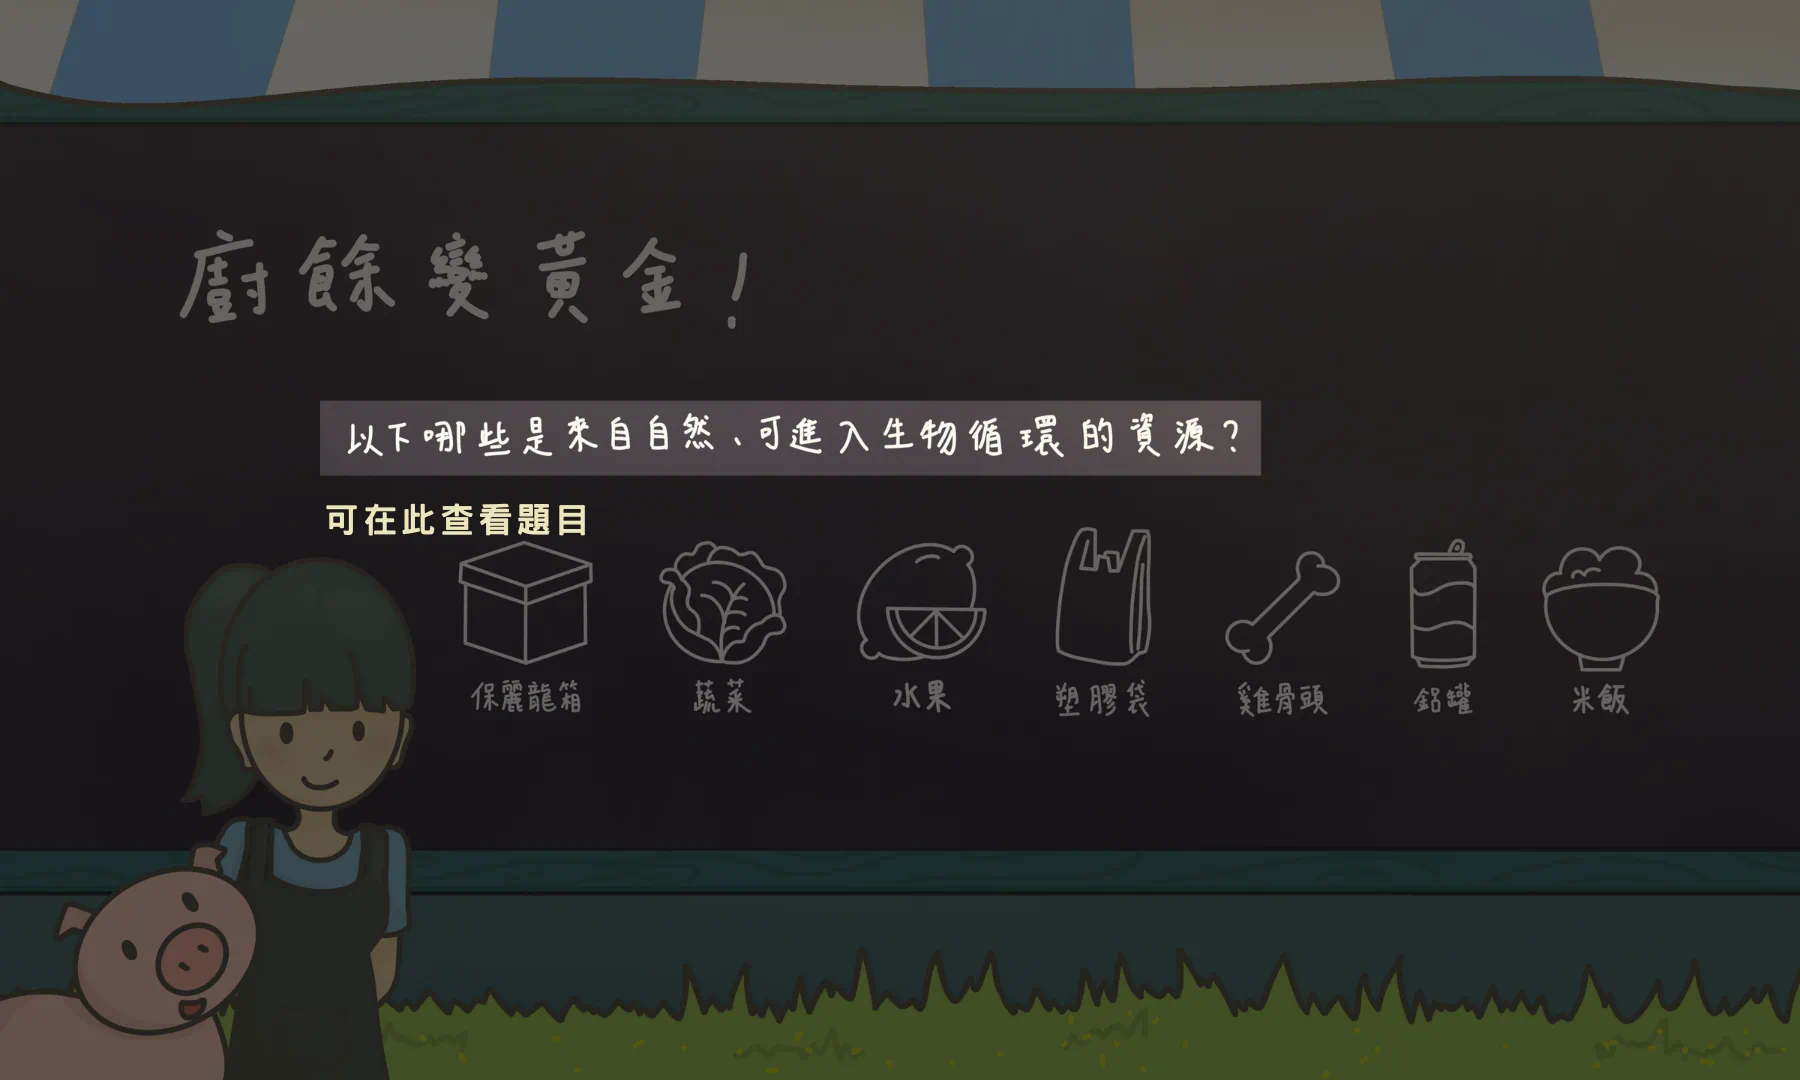 廚餘變黃金！
以下哪些是來自自然、可進入生物循環的資源？
可在此查看題目
保麗龍箱
蔬菜
水果
塑膠袋
雞骨頭
鋁罐
米飯